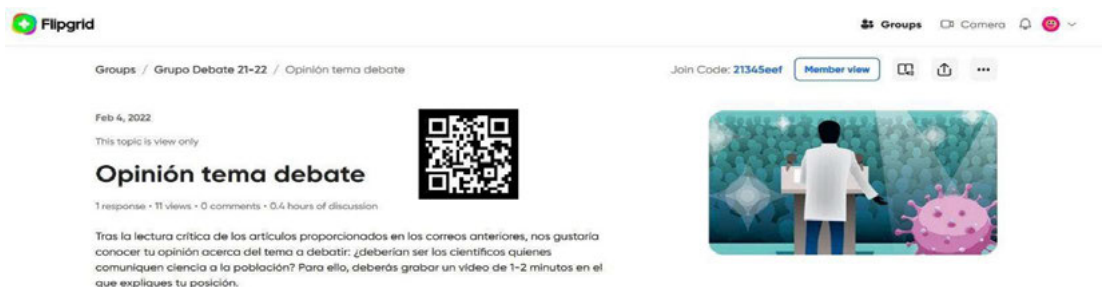 Flipgrid
Groups
Camera
Groups / Grupo Debate 21-22 / Opinión tema debate
Join Code: 21345eef
Member view
Feb 4, 2022
This topic is view only
Opinión tema debate
1 response • 11 views • 0 comments • 0.4 hours of discussion
Tras la lectura crítica de los artículos proporcionados en los correos anteriores, nos gustaría
conocer tu opinión acerca del tema a debatir: ¿deberían ser los científicos quienes
comuniquen ciencia a la población? Para ello, deberás grabar un vídeo de 1-2 minutos en el
que expliques tu posición.